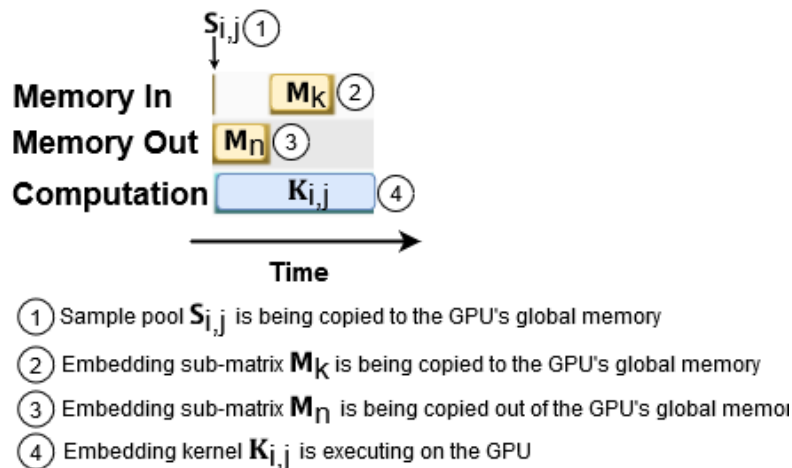 Si,j 1
Memory In Mk 2
Memory Out Mn 3
Computation Ki,j 4
Time
1 Sample pool Si,j is being copied to the GPU's global memory
2 Embedding sub-matrix Mk is being copied to the GPU's global memory
3 Embedding sub-matrix Mn is being copied out of the GPU's global memor
4 Embedding kernel Ki,j is executing on the GPU